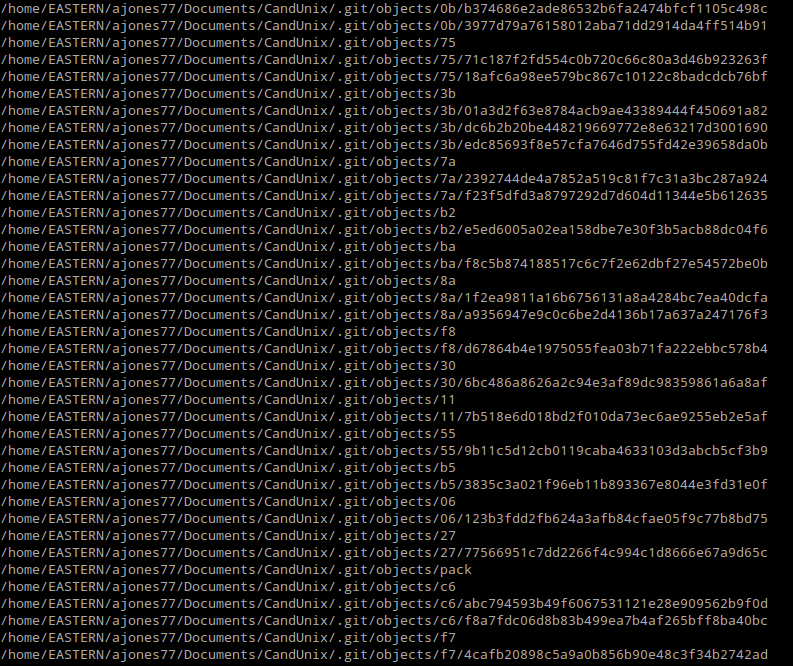 /home/EASTERN/ajones77/Documents/CandUnix/.git/objects/0b/b374686e2ade86532b6fa2474bfcf1105c498c
/home/EASTERN/ajones77/Documents/CandUnix/.git/objects/0b/3977d79a76158012aba71dd2914da4ff514b91
/home/EASTERN/ajones77/Documents/CandUnix/.git/objects/75
/home/EASTERN/ajones77/Documents/CandUnix/.git/objects/75/71c187f2fd554c0b720c66c80a3d46b923263f
/home/EASTERN/ajones77/Documents/CandUnix/.git/objects/75/18afc6a98ee579bc867c10122c8badcdcb76bf
/home/EASTERN/ajones77/Documents/CandUnix/.git/objects/3b
/home/EASTERN/ajones77/Documents/CandUnix/.git/objects/3b/01a3d2f63e8784acb9ae43389444f450691a82
/home/EASTERN/ajones77/Documents/CandUnix/.git/objects/3b/dc6b2b20be448219669772e8e63217d3001690
/home/EASTERN/ajones77/Documents/CandUnix/.git/objects/3b/edc85693f8e57cfa7646d755fd42e39658da0b
/home/EASTERN/ajones77/Documents/CandUnix/.git/objects/7a
/home/EASTERN/ajones77/Documents/CandUnix/.git/objects/7a/2392744de4a7852a519c81f7c31a3bc287a924
/home/EASTERN/ajones77/Documents/CandUnix/.git/objects/7a/f23f5dfd3a8797292d7d604d11344e5b612635
/home/EASTERN/ajones77/Documents/CandUnix/.git/objects/b2
/home/EASTERN/ajones77/Documents/CandUnix/.git/objects/b2/e5ed6005a02ea158dbe7e30f3b5acb88dc04f6
/home/EASTERN/ajones77/Documents/CandUnix/.git/objects/ba
/home/EASTERN/ajones77/Documents/CandUnix/.git/objects/ba/f8c5b874188517c6c7f2e62dbf27e54572be0b
/home/EASTERN/ajones77/Documents/CandUnix/.git/objects/8a
/home/EASTERN/ajones77/Documents/CandUnix/.git/objects/8a/1f2ea9811a16b6756131a8a4284bc7ea40dcfa
/home/EASTERN/ajones77/Documents/CandUnix/.git/objects/8a/a9356947e9c0c6be2d4136b17a637a247176f3
/home/EASTERN/ajones77/Documents/CandUnix/.git/objects/f8
/home/EASTERN/ajones77/Documents/CandUnix/.git/objects/f8/d67864b4e1975055fea03b71fa222ebbc578b4
/home/EASTERN/ajones77/Documents/CandUnix/.git/objects/30
/home/EASTERN/ajones77/Documents/CandUnix/.git/objects/30/6bc486a8626a2c94e3af89dc98359861a6a8af
/home/EASTERN/ajones77/Documents/CandUnix/.git/objects/11
/home/EASTERN/ajones77/Documents/CandUnix/.git/objects/11/7b518e6d018bd2f010da73ec6ae9255eb2e5af
/home/EASTERN/ajones77/Documents/CandUnix/.git/objects/55
/home/EASTERN/ajones77/Documents/CandUnix/.git/objects/55/9b11c5d12cb0119caba4633103d3abcb5cf3b9
/home/EASTERN/ajones77/Documents/CandUnix/.git/objects/b5
/home/EASTERN/ajones77/Documents/CandUnix/.git/objects/b5/3835c3a021f96eb11b893367e8044e3fd31e0f
/home/EASTERN/ajones77/Documents/CandUnix/.git/objects/06
/home/EASTERN/ajones77/Documents/CandUnix/.git/objects/06/123b3fdd2fb624a3afb84cfae05f9c77b8bd75
/home/EASTERN/ajones77/Documents/CandUnix/.git/objects/27
/home/EASTERN/ajones77/Documents/CandUnix/.git/objects/27/77566951c7dd2266f4c994c1d8666e67a9d65c
/home/EASTERN/ajones77/Documents/CandUnix/.git/objects/pack
/home/EASTERN/ajones77/Documents/CandUnix/.git/objects/c6
/home/EASTERN/ajones77/Documents/CandUnix/.git/objects/c6/abc794593b49f6067531121e28e909562b9f0d
/home/EASTERN/ajones77/Documents/CandUnix/.git/objects/c6/f8a7fdc06d8b83b499ea7b4af265bff8ba40bc
/home/EASTERN/ajones77/Documents/CandUnix/.git/objects/f7
/home/EASTERN/ajones77/Documents/CandUnix/.git/objects/f7/4cafb20898c5a9a0b856b90e48c3f34b2742ad